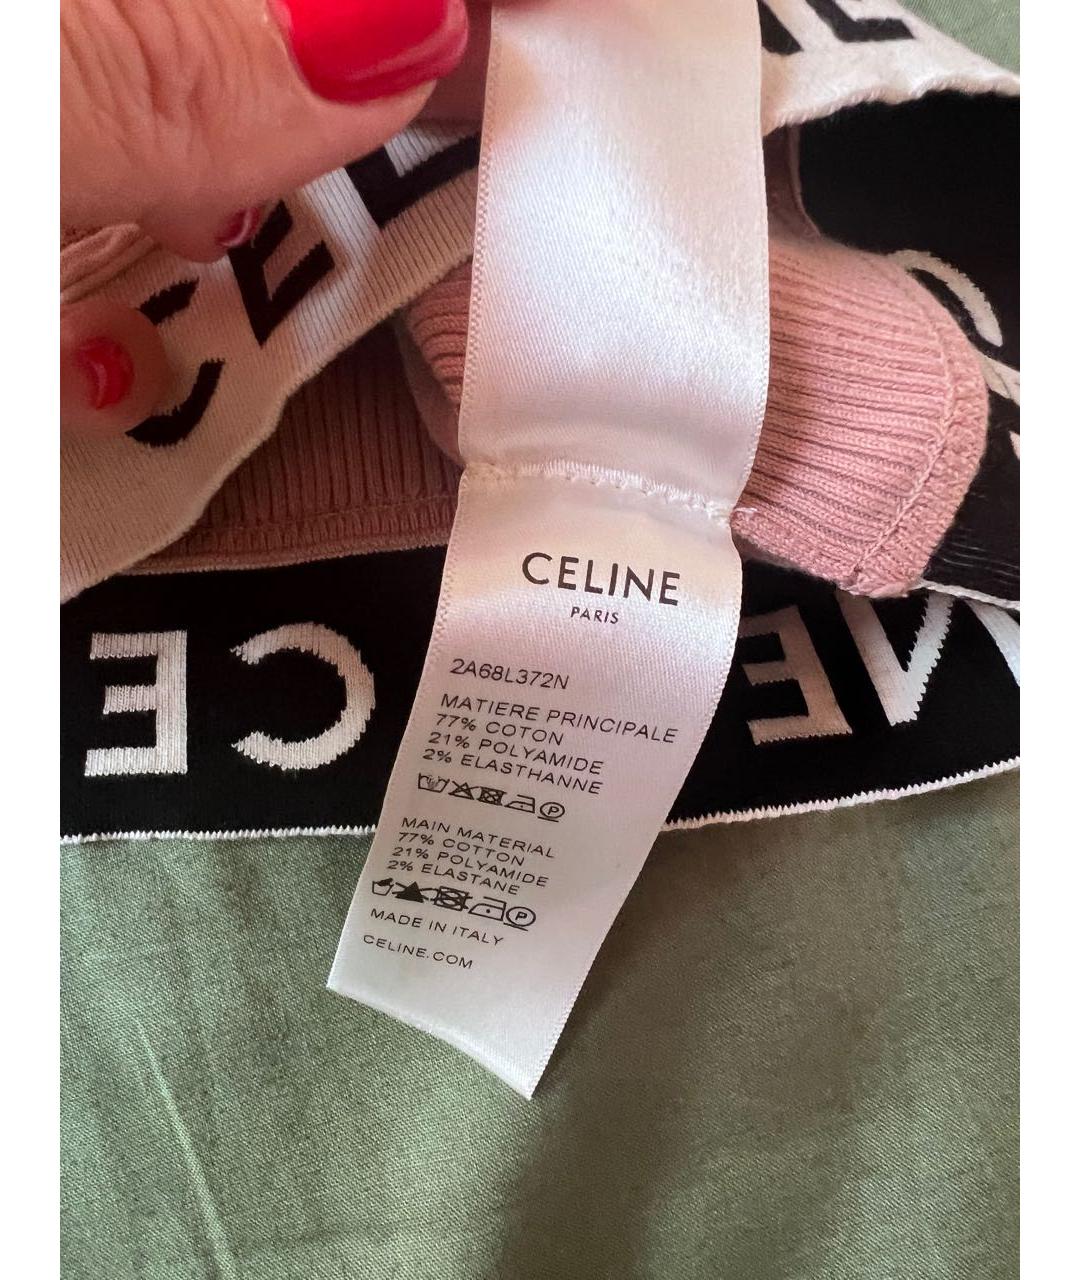 CELINE
PARIS
2A68L372N
MATIERE PRINCIPALE
77% COTON
21% POLYAMIDE
2% ELASTHANNE
MAIN MATERIAL
77% COTTON
21% POLYAMIDE
2% ELASTANE
MADE IN ITALY
CELINE.COM
CE